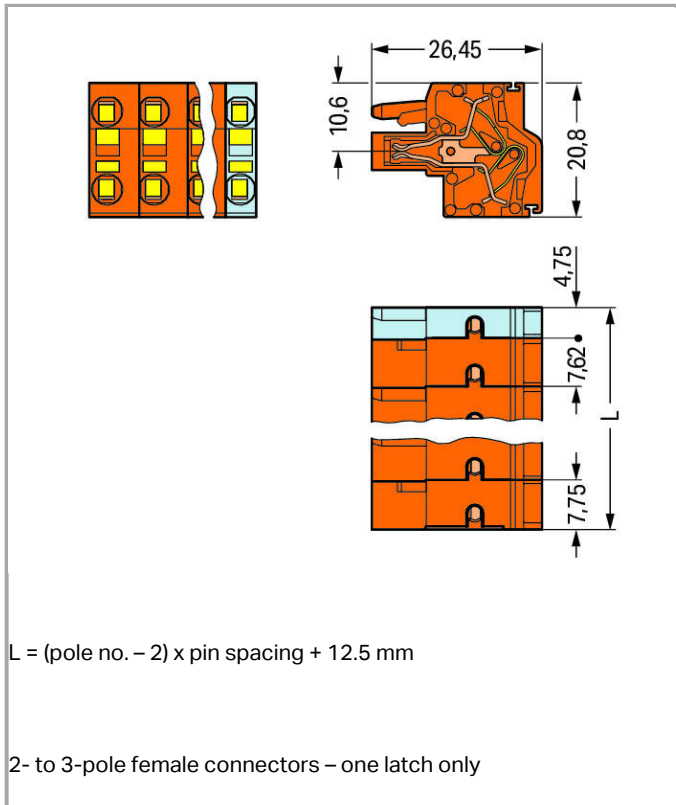 26,45
10,6
20,8
4,75
7,62
L
7,75
L = (pole no. – 2) x pin spacing + 12.5 mm
2- to 3-pole female connectors – one latch only